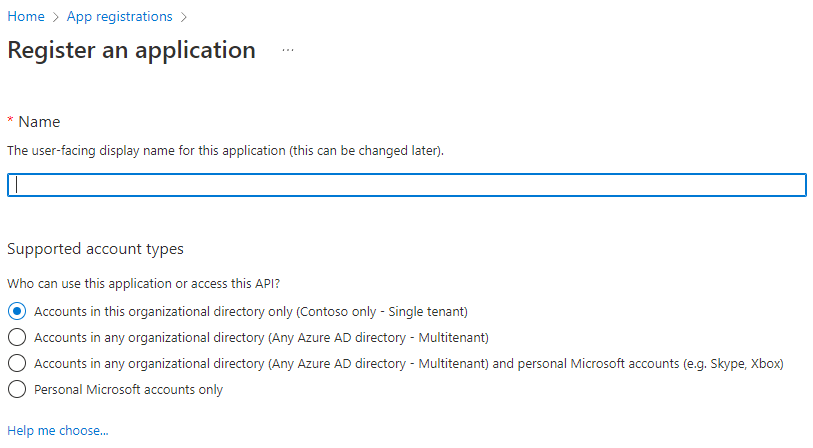 Home > App registrations >
Register an application ...
* Name
The user-facing display name for this application (this can be changed later).
Supported account types
Who can use this application or access this API?
Accounts in this organizational directory only (Contoso only - Single tenant)
Accounts in any organizational directory (Any Azure AD directory - Multitenant)
Accounts in any organizational directory (Any Azure AD directory - Multitenant) and personal Microsoft accounts (e.g. Skype, Xbox)
Personal Microsoft accounts only
Help me choose...